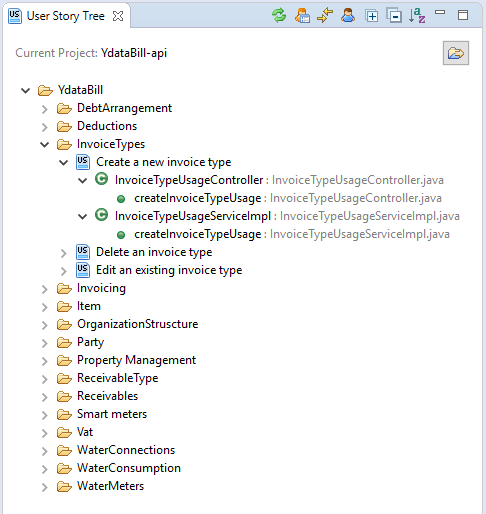 User Story Tree
Current Project: YdataBill-api
YdataBill
DebtArrangement
Deductions
InvoiceTypes
US Create a new invoice type
C InvoiceTypeUsageController : InvoiceTypeUsageController.java
createInvoiceTypeUsage : InvoiceTypeUsageController.java
C InvoiceTypeUsageServiceImpl : InvoiceTypeUsageServiceImpl.java
createInvoiceTypeUsage : InvoiceTypeUsageServiceImpl.java
US Delete an invoice type
US Edit an existing invoice type
Invoicing
Item
OrganizationStruscture
Party
Property Management
ReceivableType
Receivables
Smart meters
Vat
WaterConnections
WaterConsumption
WaterMeters